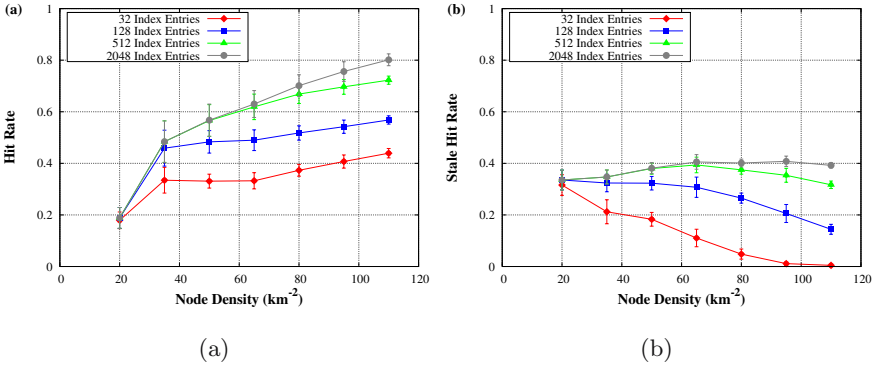 (a)
32 Index Entries
128 Index Entries
512 Index Entries
2048 Index Entries
Hit Rate
1
0.8
0.6
0.4
0.2
0
0 20 40 60 80 100 120
Node Density (km-2)
(a)
(b)
32 Index Entries
128 Index Entries
512 Index Entries
2048 Index Entries
Stale Hit Rate
1
0.8
0.6
0.4
0.2
0
0 20 40 60 80 100 120
Node Density (km-2)
(b)